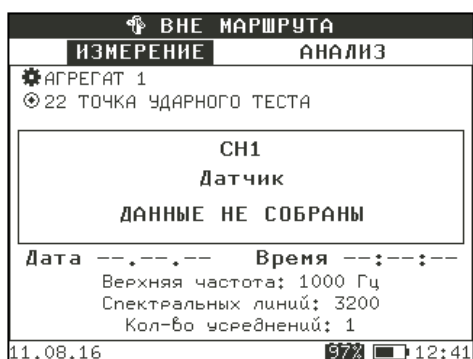 ВНЕ МАРШРУТА
ИЗМЕРЕНИЕ АНАЛИЗ
АГРЕГАТ 1
22 ТОЧКА УДАРНОГО ТЕСТА
CH1
Датчик
ДАННЫЕ НЕ СОБРАНЫ
Дата --.--.-- Время --:--:--
Верхняя частота: 1000 Гц
Спектральных линий: 3200
Кол-во усреднений: 1
11.08.16 97% 12:41